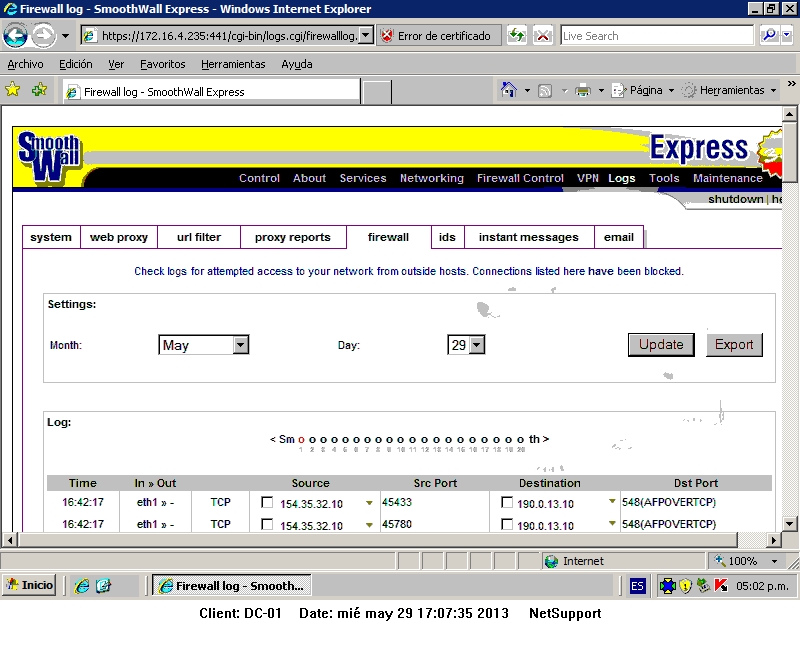 Firewall log - SmoothWall Express - Windows Internet Explorer
https://172.16.4.235:441/cgi-bin/logs.cgi/firewalllog. Error de certificado Live Search
Archivo Edición Ver Favoritos Herramientas Ayuda
Firewall log - SmoothWall Express Página Herramientas »
Smooth Wall Express
Control About Services Networking Firewall Control VPN Logs Tools Maintenance
shutdown | he
system web proxy url filter proxy reports firewall ids instant messages email
Check logs for attempted access to your network from outside hosts. Connections listed here have been blocked.
Settings:
Month: May Day: 29 Update Export
Log:
< Sm o o o o o o o o o o o o o o o o o o o o o th >
1 2 3 4 5 6 7 8 9 10 11 12 13 14 15 16 17 18 19 20
Time In » Out Source Src Port Destination Dst Port
16:42:17 eth1 » - TCP 154.35.32.10 45433 190.0.13.10 548(AFPOVERTCP)
16:42:17 eth1 » - TCP 154.35.32.10 45780 190.0.13.10 548(AFPOVERTCP)
Internet 100%
Inicio Firewall log - Smooth... ES 05:02 p.m.
Client: DC-01 Date: mié may 29 17:07:35 2013 NetSupport